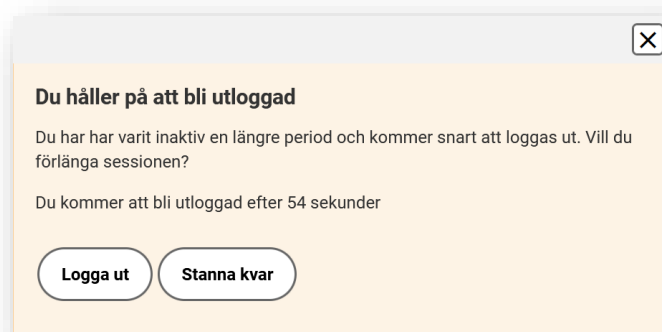 Du håller på att bli utloggad
Du har har varit inaktiv en längre period och kommer snart att loggas ut. Vill du
förlänga sessionen?
Du kommer att bli utloggad efter 54 sekunder
Logga ut Stanna kvar